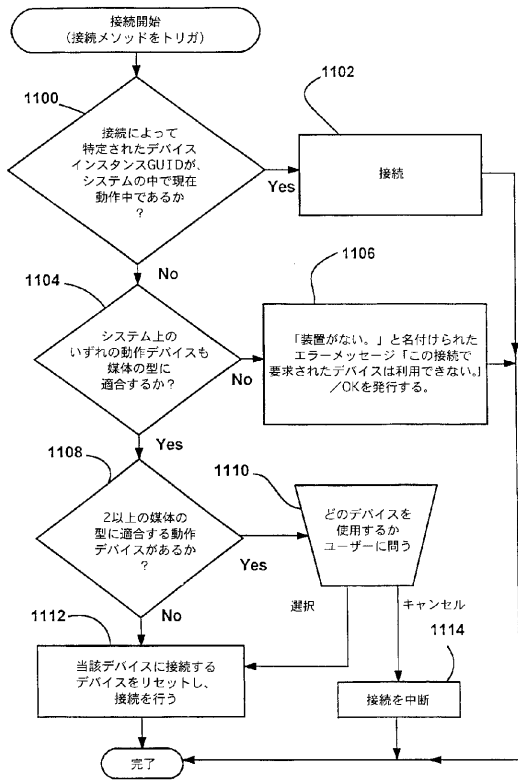 接続開始
(接続メソッドをトリガ)
1100
接続によって
特定されたデバイス
インスタンスGUIDが、
システムの中で現在
動作中であるか
?
Yes
1102
接続
No
1104
システム上の
いずれの動作デバイスも
媒体の型に
適合するか?
No
1106
「装置がない。」と名付けられた
エラーメッセージ「この接続で
要求されたデバイスは利用できない。」
/OKを発行する。
Yes
1108
2以上の媒体の
型に適合する動作
デバイスがあるか
?
Yes
1110
どのデバイスを
使用するか
ユーザーに問う
No
選択
キャンセル
1112
当該デバイスに接続する
デバイスをリセットし、
接続を行う
1114
接続を中断
完了